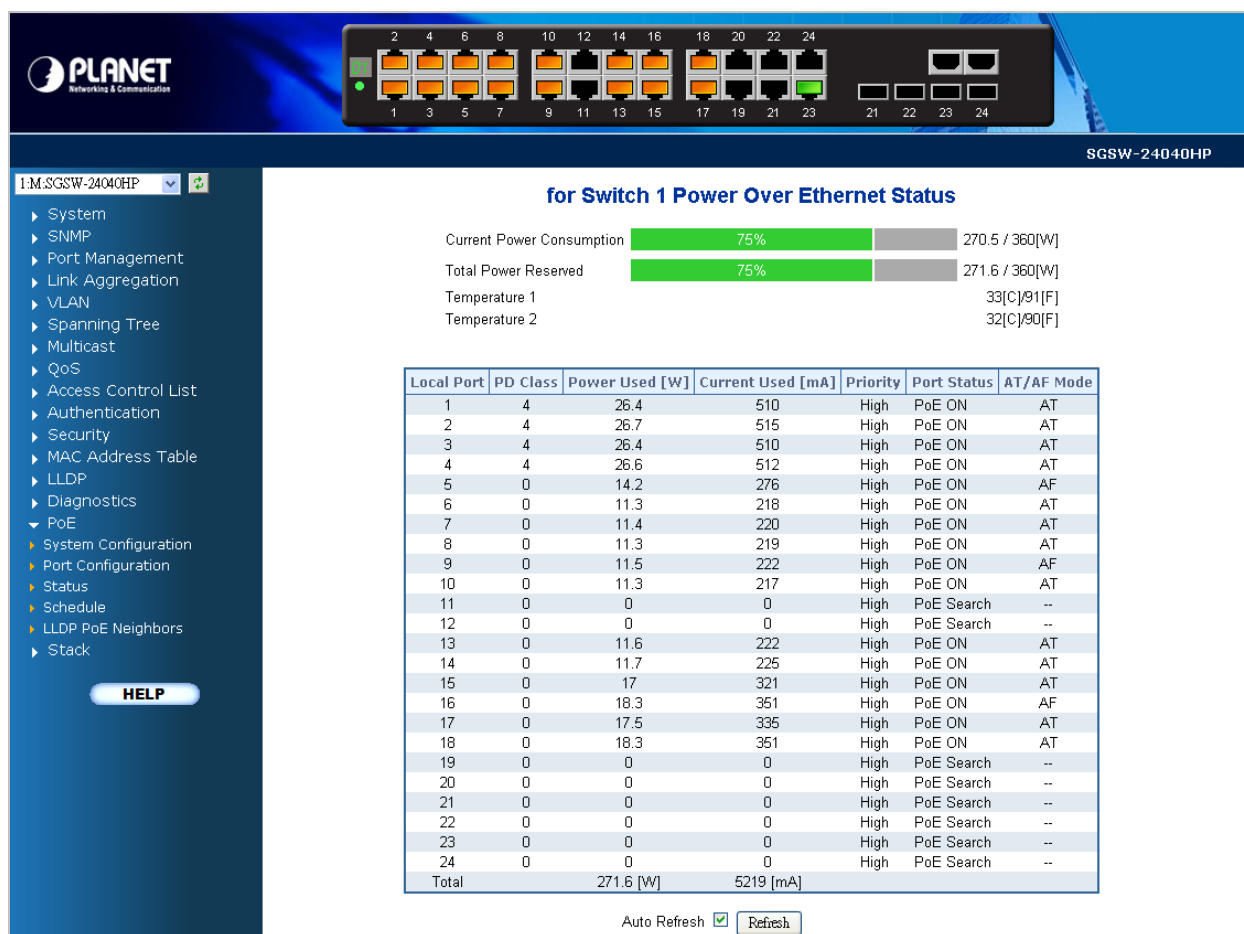 2 4 6 8 10 12 14 16 18 20 22 24
PLANET
Networking & Communication
1 3 5 7 9 11 13 15 17 19 21 23 21 22 23 24
SGSW-24040HP
1:M:SGSW-24040HP
System
SNMP
Port Management
Link Aggregation
VLAN
Spanning Tree
Multicast
QoS
Access Control List
Authentication
Security
MAC Address Table
LLDP
Diagnostics
PoE
System Configuration
Port Configuration
Status
Schedule
LLDP PoE Neighbors
Stack
HELP
for Switch 1 Power Over Ethernet Status
Current Power Consumption 75% 270.5 / 360[W]
Total Power Reserved 75% 271.6 / 360[W]
Temperature 1 33[C]/91[F]
Temperature 2 32[C]/90[F]
Local Port PD Class Power Used [W] Current Used [mA] Priority Port Status AT/AF Mode
1 4 26.4 510 High PoE ON AT
2 4 26.7 515 High PoE ON AT
3 4 26.4 510 High PoE ON AT
4 4 26.6 512 High PoE ON AT
5 0 14.2 276 High PoE ON AF
6 0 11.3 218 High PoE ON AT
7 0 11.4 220 High PoE ON AT
8 0 11.3 219 High PoE ON AT
9 0 11.5 222 High PoE ON AF
10 0 11.3 217 High PoE ON AT
11 0 0 0 High PoE Search --
12 0 0 0 High PoE Search --
13 0 11.6 222 High PoE ON AT
14 0 11.7 225 High PoE ON AT
15 0 17 321 High PoE ON AT
16 0 18.3 351 High PoE ON AF
17 0 17.5 335 High PoE ON AT
18 0 18.3 351 High PoE ON AT
19 0 0 0 High PoE Search --
20 0 0 0 High PoE Search --
21 0 0 0 High PoE Search --
22 0 0 0 High PoE Search --
23 0 0 0 High PoE Search --
24 0 0 0 High PoE Search --
Total 271.6 [W] 5219 [mA]
Auto Refresh Refresh